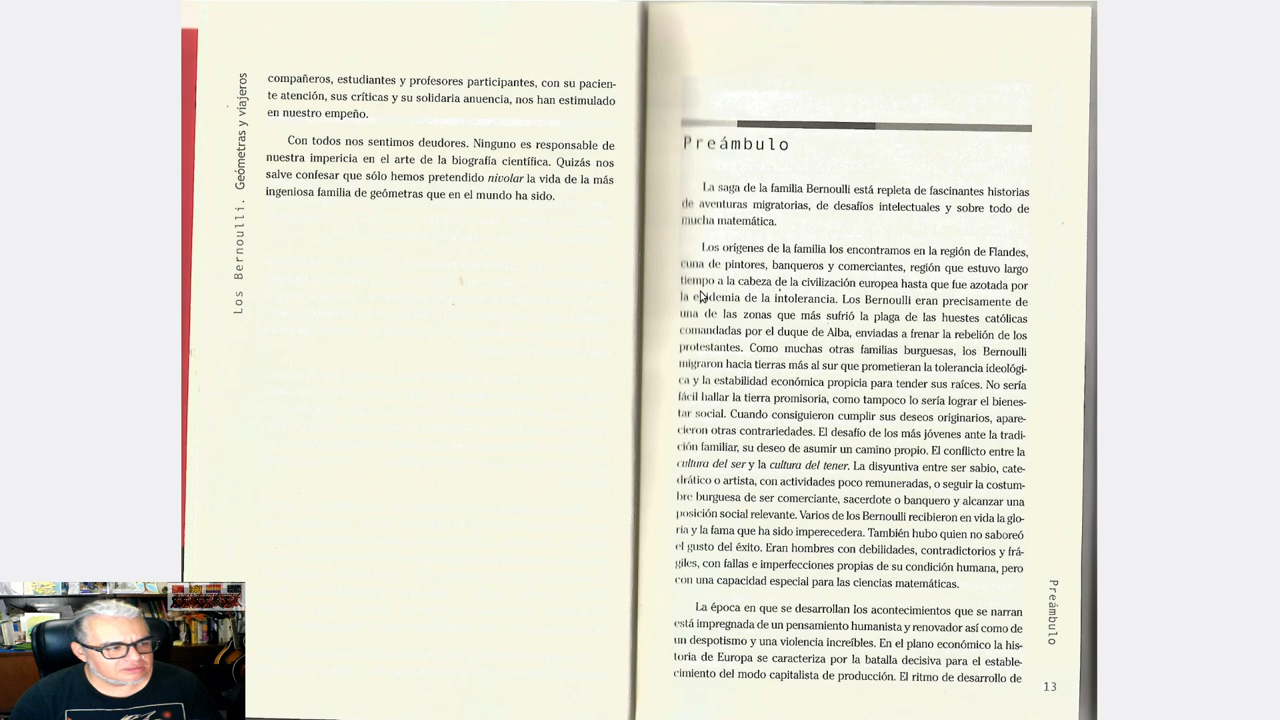 Los Bernoulli. Geómetras y viajeros
compañeros, estudiantes y profesores participantes, con su pacien-
te atención, sus críticas y su solidaria anuencia, nos han estimulado
en nuestro empeño.
Con todos nos sentimos deudores. Ninguno es responsable de
nuestra impericia en el arte de la biografía científica. Quizás nos
salve confesar que sólo hemos pretendido nivolar la vida de la más
ingeniosa familia de geómetras que en el mundo ha sido.
Preámbulo
La saga de la familia Bernoulli está repleta de fascinantes historias
de aventuras migratorias, de desafíos intelectuales y sobre todo de
mucha matemática.
Los orígenes de la familia los encontramos en la región de Flandes,
cuna de pintores, banqueros y comerciantes, región que estuvo largo
tiempo a la cabeza de la civilización europea hasta que fue azotada por
la epidemia de la intolerancia. Los Bernoulli eran precisamente de
una de las zonas que más sufrió la plaga de las huestes católicas
comandadas por el duque de Alba, enviadas a frenar la rebelión de los
protestantes. Como muchas otras familias burguesas, los Bernoulli
migraron hacia tierras más al sur que prometieran la tolerancia ideológi-
ca y la estabilidad económica propicia para tender sus raíces. No sería
fácil hallar la tierra promisoria, como tampoco lo sería lograr el bienes-
tar social. Cuando consiguieron cumplir sus deseos originarios, apare-
cieron otras contrariedades. El desafío de los más jóvenes ante la tradi-
ción familiar, su deseo de asumir un camino propio. El conflicto entre la
cultura del ser y la cultura del tener. La disyuntiva entre ser sabio, cate-
drático o artista, con actividades poco remuneradas, o seguir la costum-
bre burguesa de ser comerciante, sacerdote o banquero y alcanzar una
posición social relevante. Varios de los Bernoulli recibieron en vida la glo-
ria y la fama que ha sido imperecedera. También hubo quien no saboreó
el gusto del éxito. Eran hombres con debilidades, contradictorios y frá-
giles, con fallas e imperfecciones propias de su condición humana, pero
con una capacidad especial para las ciencias matemáticas.
La época en que se desarrollan los acontecimientos que se narran
está impregnada de un pensamiento humanista y renovador así como de
un despotismo y una violencia increíbles. En el plano económico la his-
toria de Europa se caracteriza por la batalla decisiva para el estable-
cimiento del modo capitalista de producción. El ritmo de desarrollo de
Preámbulo
13